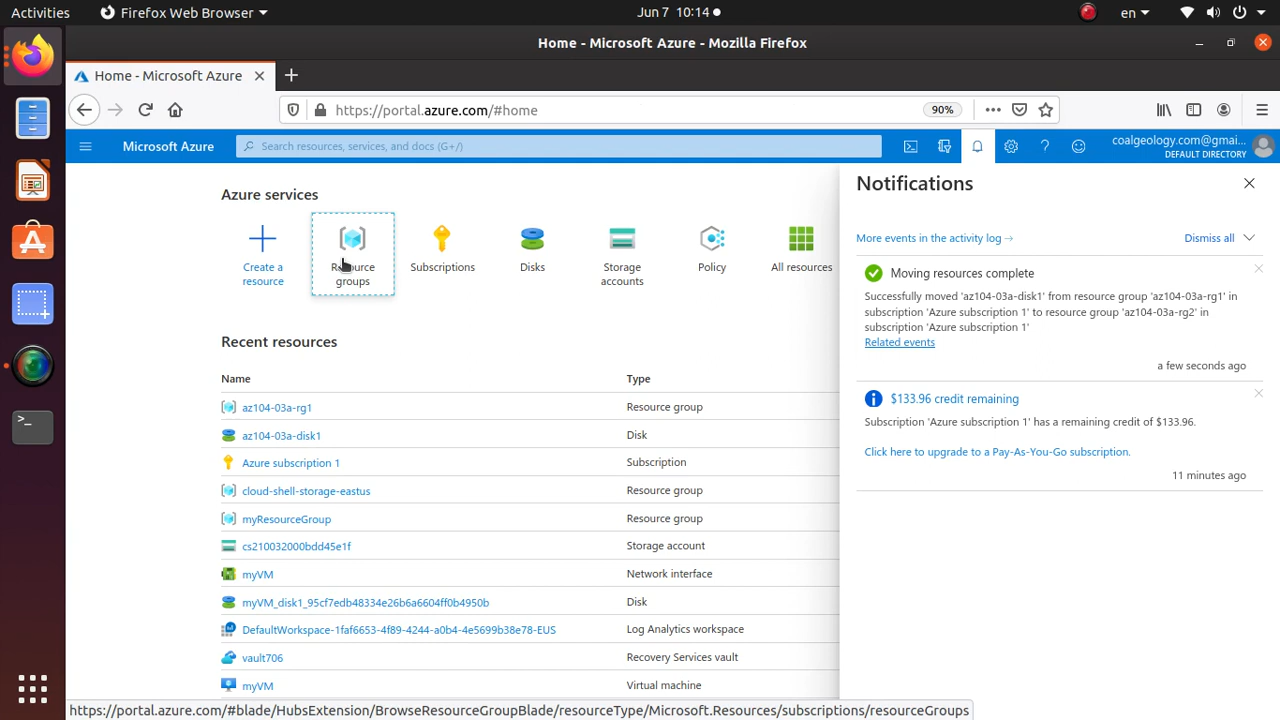 Activities
Firefox Web Browser
Jun 7 10:14
en
Home - Microsoft Azure - Mozilla Firefox
Home - Microsoft Azure
https://portal.azure.com/#home
90%
Microsoft Azure
Search resources, services, and docs (G+/)
coalgeology.com@gmai...
DEFAULT DIRECTORY
Azure services
Create a
resource
Resource
groups
Subscriptions
Disks
Storage
accounts
Policy
All resources
Recent resources
Name Type
az104-03a-rg1 Resource group
az104-03a-disk1 Disk
Azure subscription 1 Subscription
cloud-shell-storage-eastus Resource group
myResourceGroup Resource group
cs210032000bdd45e1f Storage account
myVM Network interface
myVM_disk1_95cf7edb48334e26b6a6604ff0b4950b Disk
DefaultWorkspace-1faf6653-4f89-4244-a0b4-4e5699b38e78-EUS Log Analytics workspace
vault706 Recovery Services vault
myVM Virtual machine
Notifications
More events in the activity log →
Dismiss all
Moving resources complete
Successfully moved 'az104-03a-disk1' from resource group 'az104-03a-rg1' in
subscription 'Azure subscription 1' to resource group 'az104-03a-rg2' in
subscription 'Azure subscription 1'
Related events
a few seconds ago
$133.96 credit remaining
Subscription 'Azure subscription 1' has a remaining credit of $133.96.
Click here to upgrade to a Pay-As-You-Go subscription.
11 minutes ago
https://portal.azure.com/#blade/HubsExtension/BrowseResourceGroupBlade/resourceType/Microsoft.Resources/subscriptions/resourceGroups